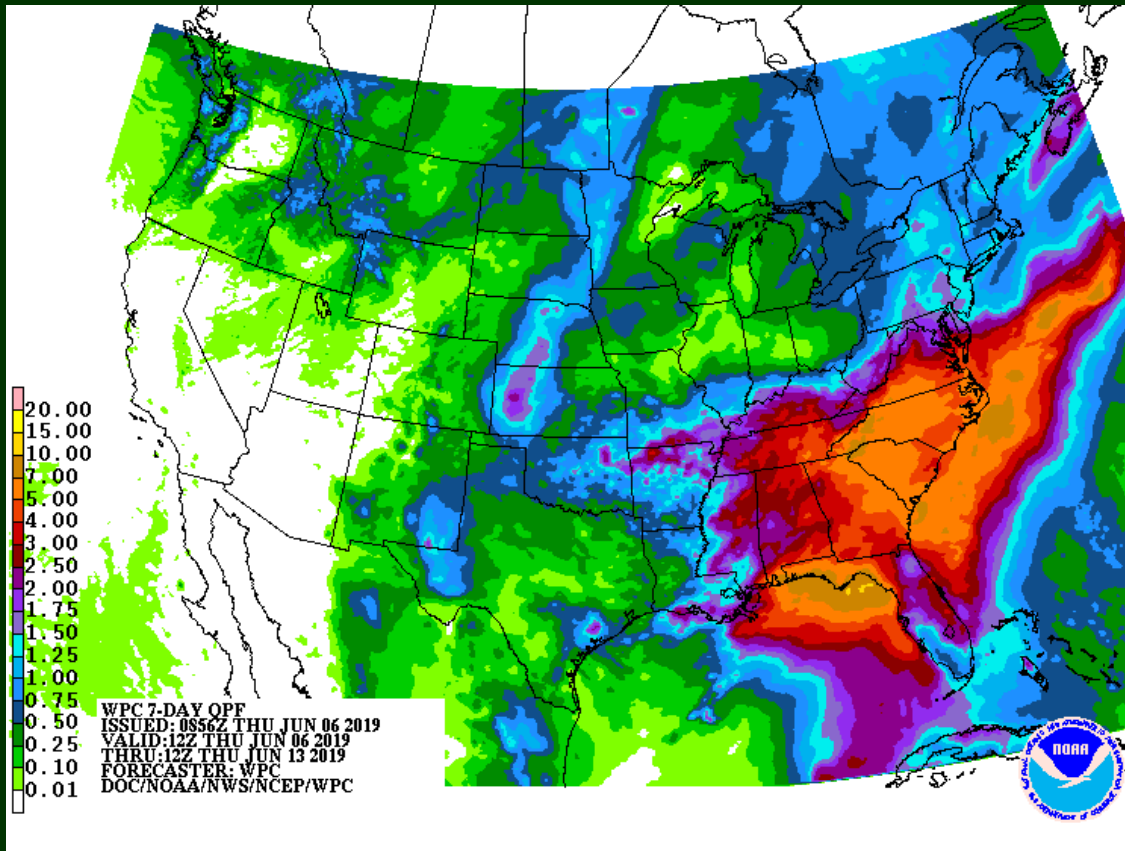 20.00
15.00
10.00
7.00
5.00
4.00
3.00
2.50
2.00
1.75
1.50
1.25
1.00
0.75
0.50
0.25
0.10
0.01
WPC 7-DAY QPF
ISSUED: 0856Z THU JUN 06 2019
VALID: 12Z THU JUN 06 2019
THRU: 12Z THU JUN 13 2019
FORECASTER: WPC
DOC/NOAA/NWS/NCEP/WPC
NOAA